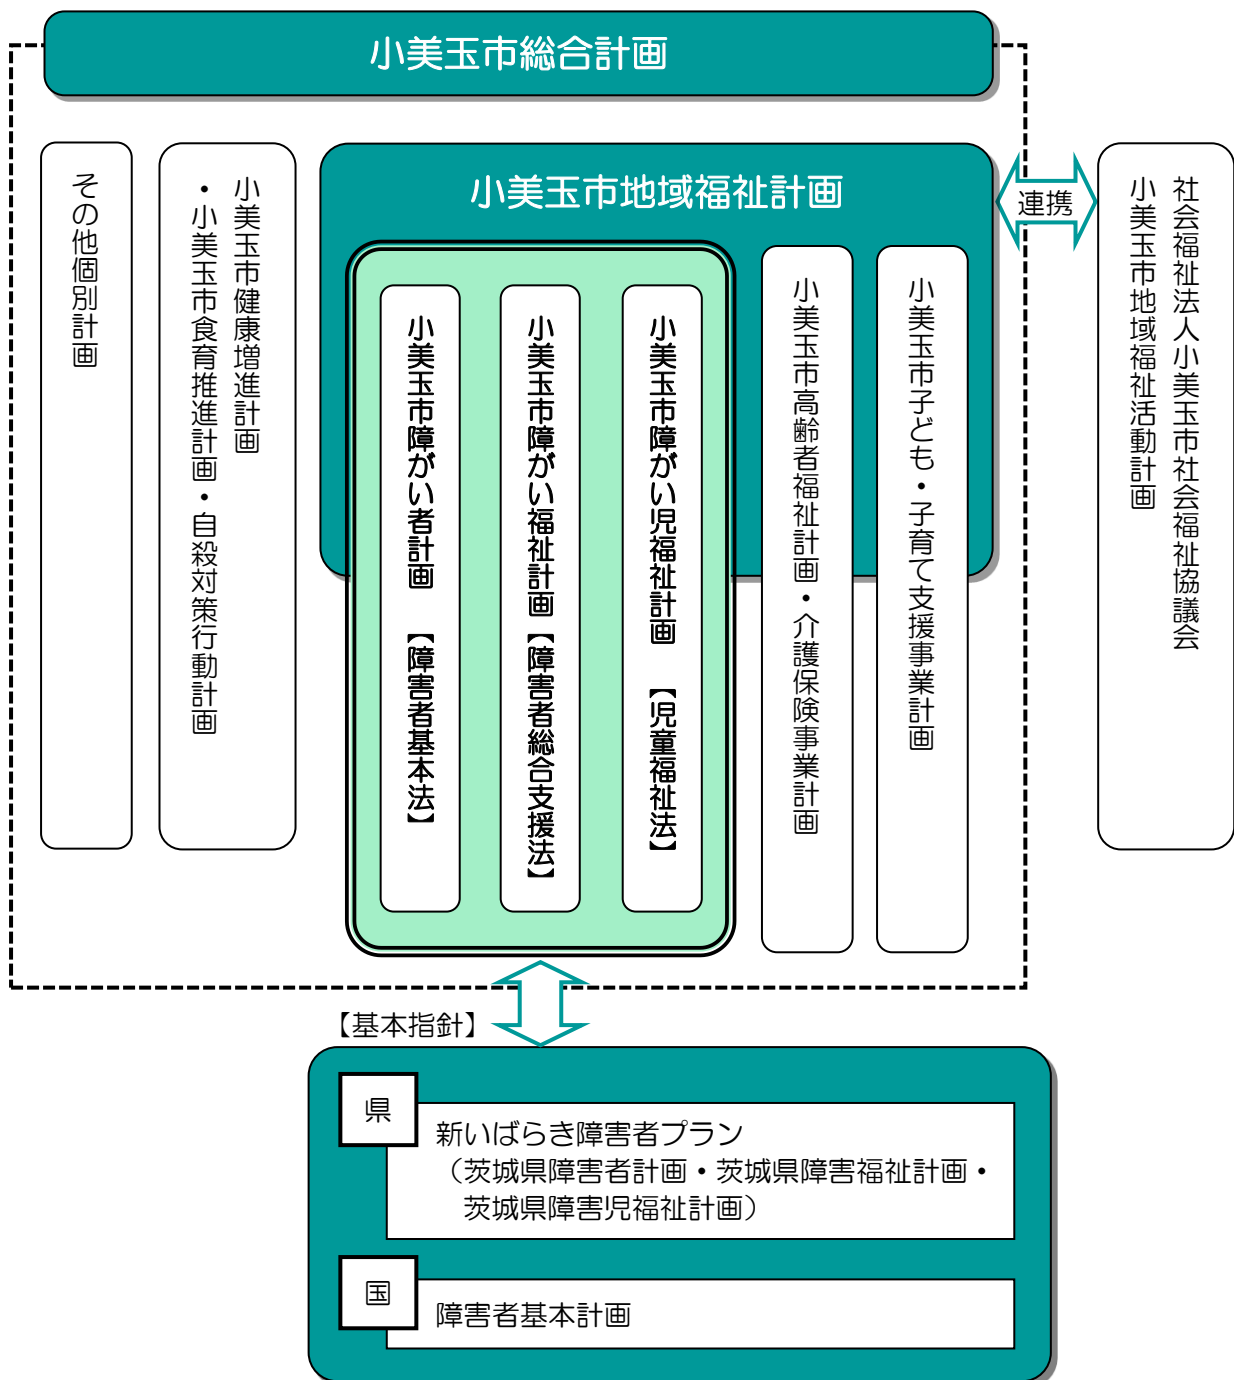 小美玉市総合計画
小美玉市地域福祉計画
連携
社会福祉法人小美玉市社会福祉協議会
小美玉市地域福祉活動計画
小美玉市子ども・子育て支援事業計画
小美玉市高齢者福祉計画・介護保険事業計画
小美玉市障がい児福祉計画 【児童福祉法】
小美玉市障がい福祉計画【障害者総合支援法】
小美玉市障がい者計画 【障害者基本法】
小美玉市健康増進計画
・小美玉市食育推進計画・自殺対策行動計画
その他個別計画
【基本指針】
県
新いばらき障害者プラン
（茨城県障害者計画・茨城県障害福祉計画・
茨城県障害児福祉計画）
国
障害者基本計画